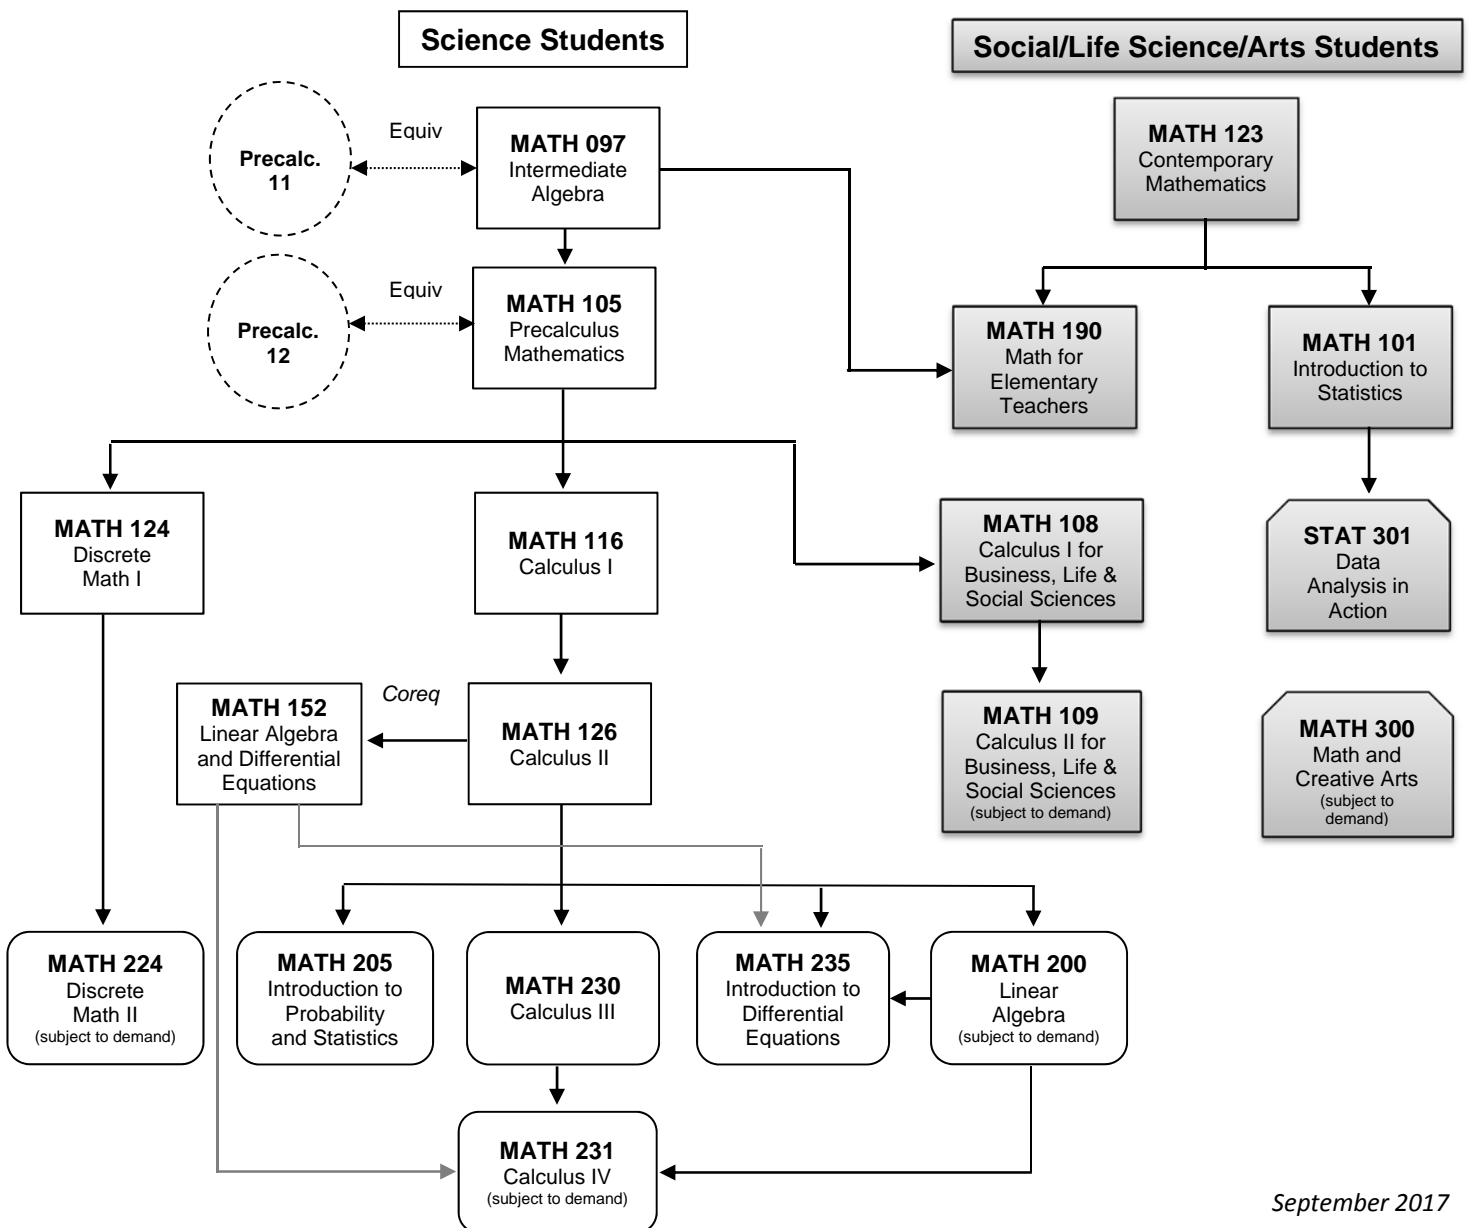 Science Students
Social/Life Science/Arts Students
Precalc.
11
Equiv
MATH 097
Intermediate
Algebra
MATH 123
Contemporary
Mathematics
Precalc.
12
Equiv
MATH 105
Precalculus
Mathematics
MATH 190
Math for
Elementary
Teachers
MATH 101
Introduction to
Statistics
MATH 124
Discrete
Math I
MATH 116
Calculus I
MATH 108
Calculus I for
Business, Life &
Social Sciences
STAT 301
Data
Analysis in
Action
MATH 152
Linear Algebra
and Differential
Equations
Coreq
MATH 126
Calculus II
MATH 109
Calculus II for
Business, Life &
Social Sciences
(subject to demand)
MATH 300
Math and
Creative Arts
(subject to
demand)
MATH 224
Discrete
Math II
(subject to demand)
MATH 205
Introduction to
Probability
and Statistics
MATH 230
Calculus III
MATH 235
Introduction to
Differential
Equations
MATH 200
Linear
Algebra
(subject to demand)
MATH 231
Calculus IV
(subject to demand)
September 2017